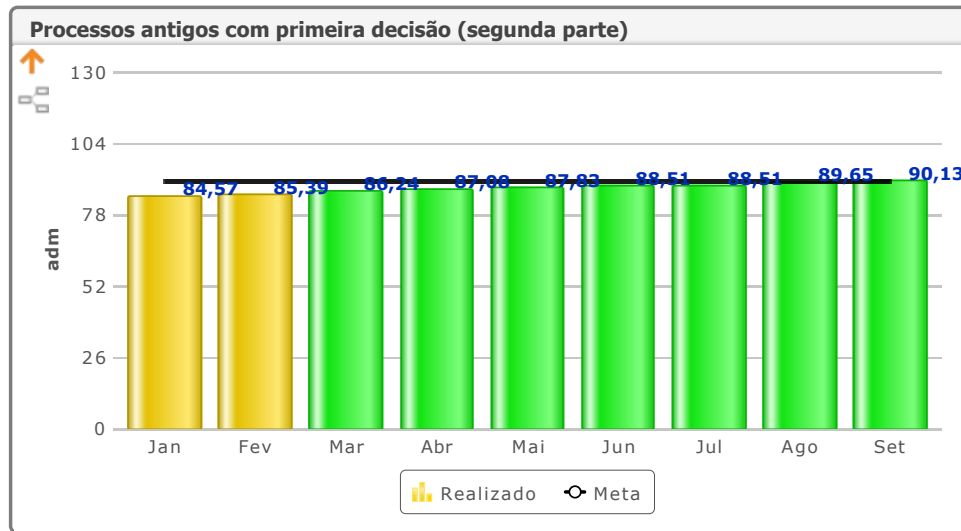 Processos antigos com primeira decisão (segunda parte)
130
104
78
52
26
0
adm
84,57 85,39 86,24 87,08 87,83 88,51 88,51 89,65 90,13
Jan Fev Mar Abr Mai Jun Jul Ago Set
Realizado Meta